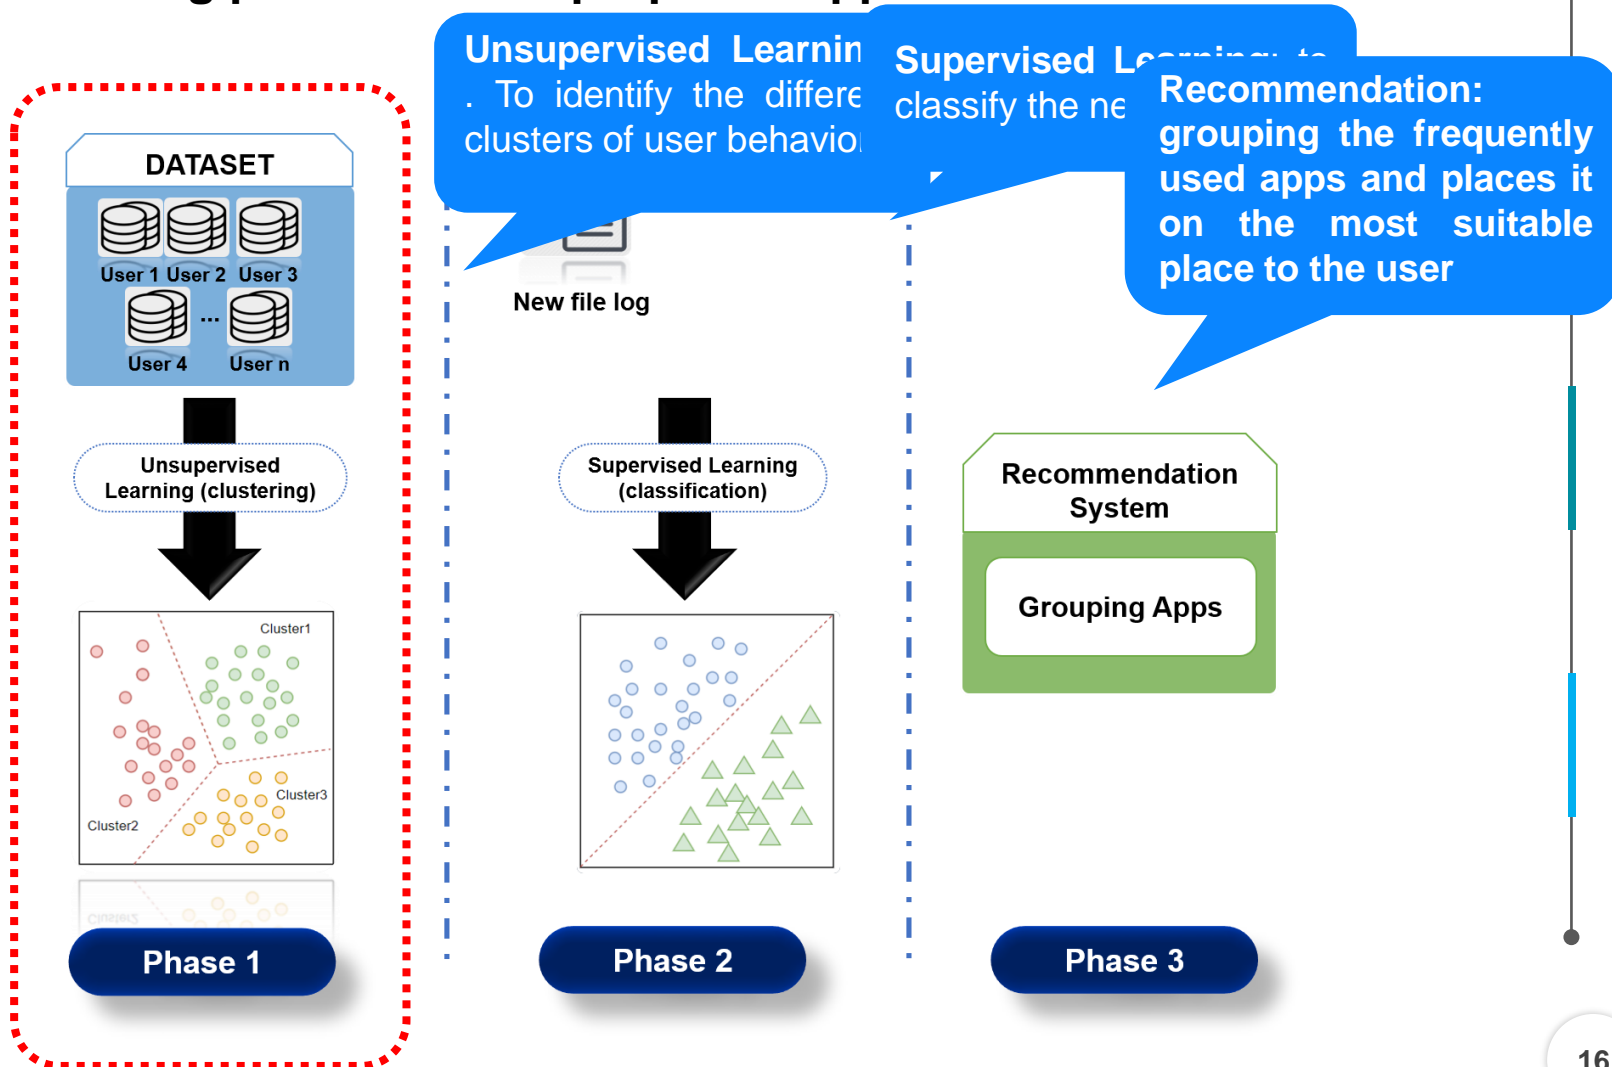 Unsupervised Learnin
. To identify the differe
clusters of user behavio
Supervised Learning: to
classify the ne
Recommendation:
grouping the frequently
used apps and places it
on the most suitable
place to the user
DATASET
User 1 User 2 User 3
...
User 4 User n
Unsupervised
Learning (clustering)
Cluster1
Cluster2
Cluster3
Phase 1
New file log
Supervised Learning
(classification)
Phase 2
Recommendation
System
Grouping Apps
Phase 3
16